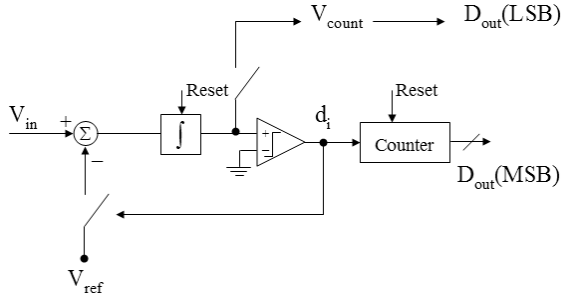 V_count
D_out(LSB)
Reset
Reset
V_in
+
Σ
∫
+
−
d_i
Counter
−
D_out(MSB)
V_ref